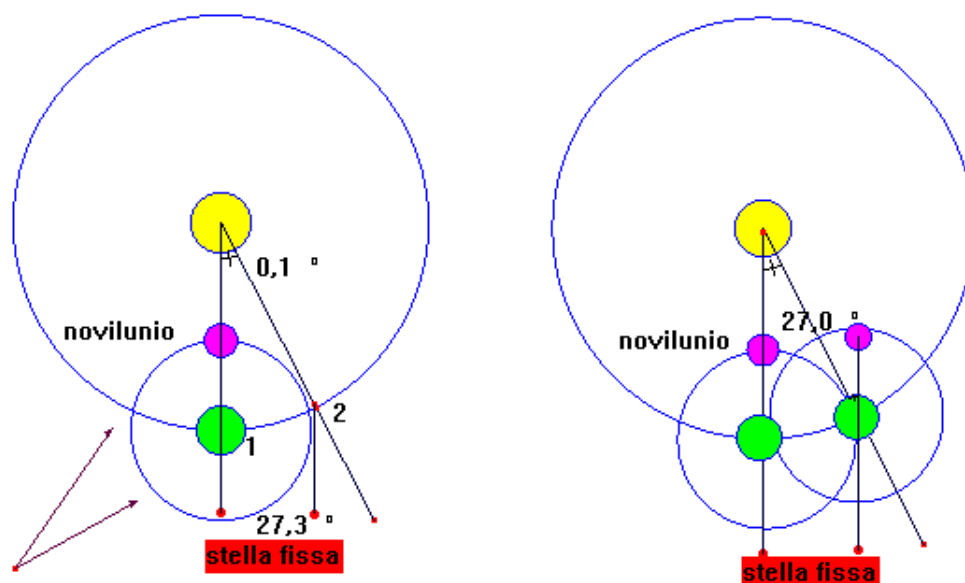 0,1 °
novilunio
2
1
27,3 °
stella fissa
novilunio
27,0 °
stella fissa